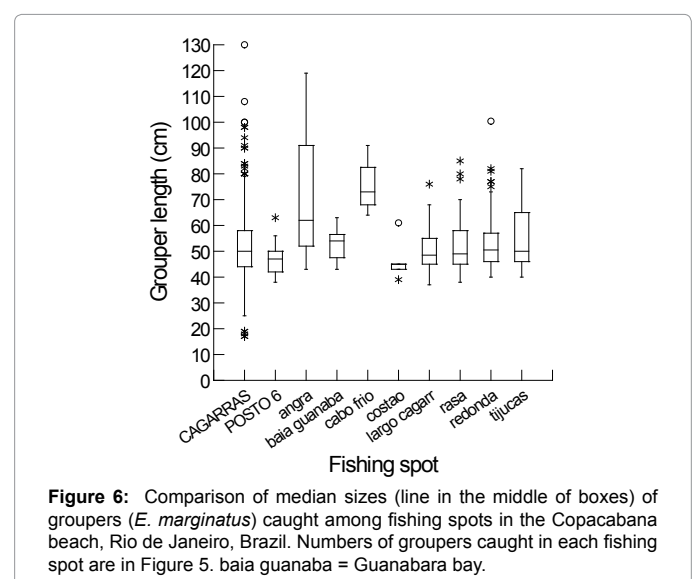 130
120
110
100
90
80
70
60
50
40
30
20
10
0
Grouper length (cm)
CAGARRAS
POSTO 6
angra
baia guanaba
cabo frio
costao
largo cagarr
rasa
redonda
tijucas
Fishing spot
Figure 6: Comparison of median sizes (line in the middle of boxes) of
groupers (E. marginatus) caught among fishing spots in the Copacabana
beach, Rio de Janeiro, Brazil. Numbers of groupers caught in each fishing
spot are in Figure 5. baia guanaba = Guanabara bay.